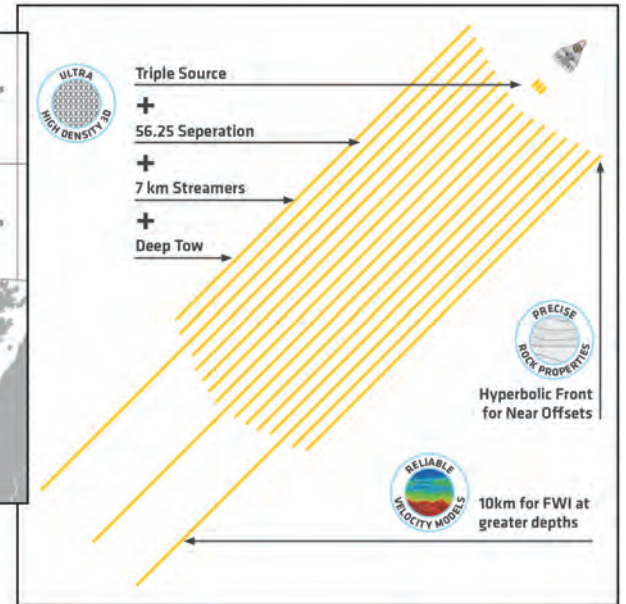 ULTRA
HIGH DENSITY 3D
Triple Source
+
56.25 Seperation
+
7 km Streamers
+
Deep Tow
PRECISE
ROCK PROPERTIES
Hyperbolic Front
for Near Offsets
RELIABLE
VELOCITY MODELS
10km for FWI at
greater depths